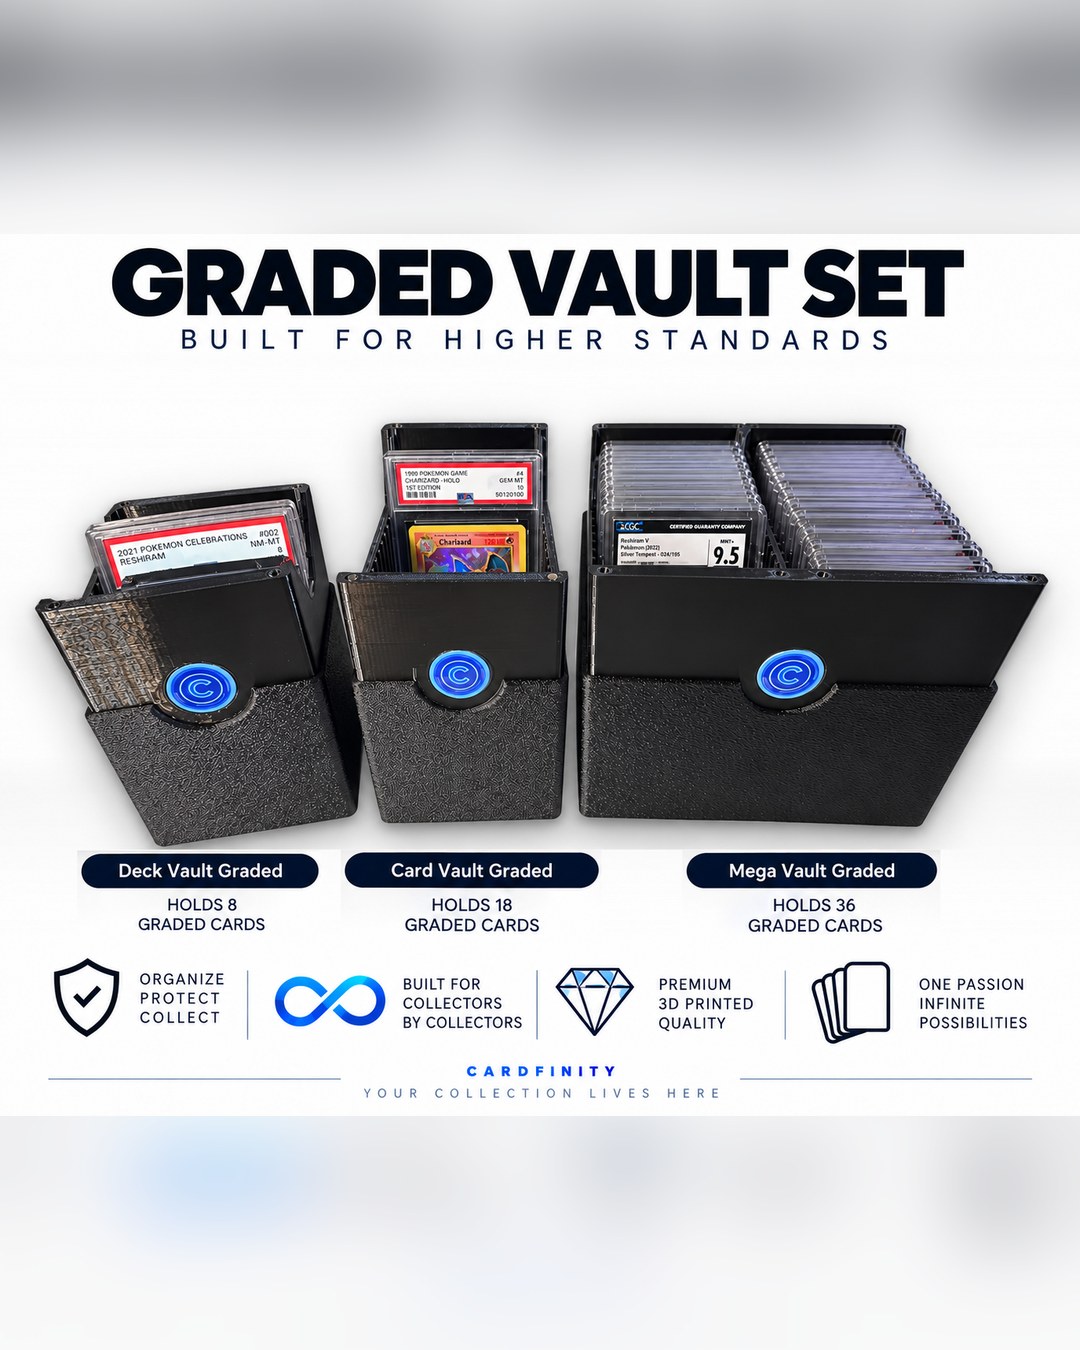 GRADED VAULT SET
BUILT FOR HIGHER STANDARDS
2021 POKEMON CELEBRATIONS #002
RESHIRAM NM-MT
8
1999 POKEMON GAME #4
CHARIZARD - HOLO GEM MT
1ST EDITION 10
50120100
PSA
Charizard 120 HP
CGC CERTIFIED GUARANTY COMPANY
Reshiram V MINT+
Pokémon (2022) 9.5
Silver Tempest - 024/195
C
C
C
Deck Vault Graded
HOLDS 8
GRADED CARDS
Card Vault Graded
HOLDS 18
GRADED CARDS
Mega Vault Graded
HOLDS 36
GRADED CARDS
ORGANIZE
PROTECT
COLLECT
BUILT FOR
COLLECTORS
BY COLLECTORS
PREMIUM
3D PRINTED
QUALITY
ONE PASSION
INFINITE
POSSIBILITIES
CARDFINITY
YOUR COLLECTION LIVES HERE